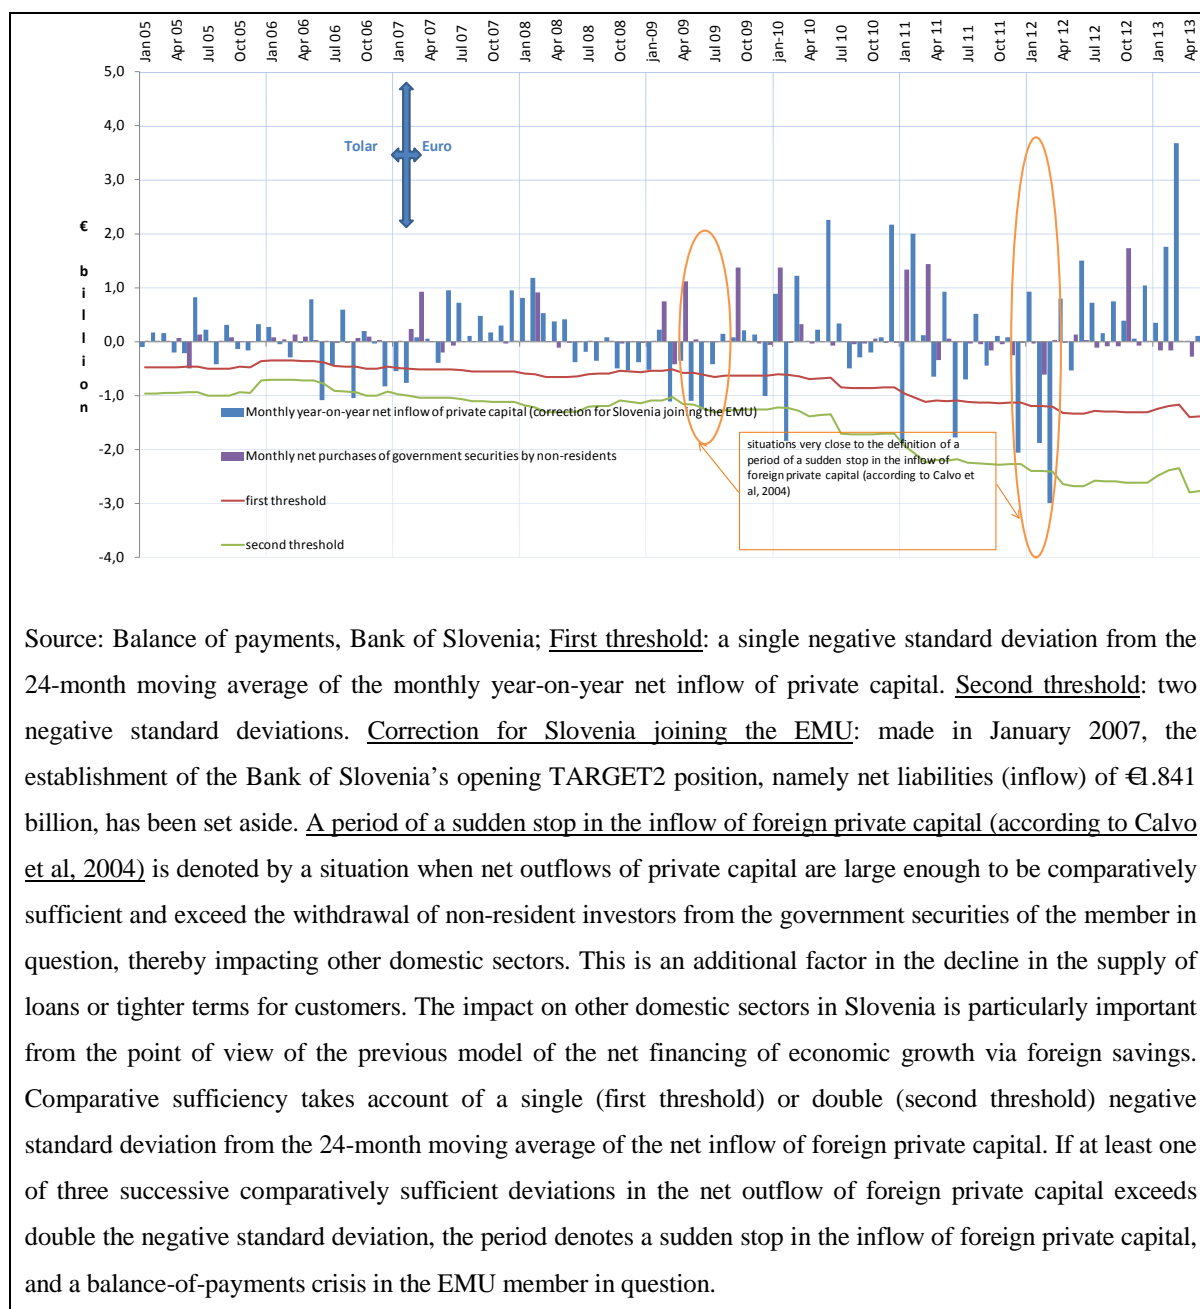 Jan 05
Apr 05
Jul 05
Oct 05
Jan 06
Apr 06
Jul 06
Oct 06
Jan 07
Apr 07
Jul 07
Oct 07
Jan 08
Apr 08
Jul 08
Oct 08
jan-09
Apr 09
Jul 09
Oct 09
jan-10
Apr 10
Jul 10
Oct 10
Jan 11
Apr 11
Jul 11
Oct 11
Jan 12
Apr 12
Jul 12
Oct 12
Jan 13
Apr 13
5,0
4,0
3,0
2,0
1,0
0,0
-1,0
-2,0
-3,0
-4,0
€ billion
Tolar Euro
Monthly year-on-year net inflow of private capital (correction for Slovenia joining the EMU)
Monthly net purchases of government securities by non-residents
first threshold
second threshold
situations very close to the definition of a
period of a sudden stop in the inflow of
foreign private capital (according to Calvo et
al, 2004)
Source: Balance of payments, Bank of Slovenia; First threshold: a single negative standard deviation from the
24-month moving average of the monthly year-on-year net inflow of private capital. Second threshold: two
negative standard deviations. Correction for Slovenia joining the EMU: made in January 2007, the
establishment of the Bank of Slovenia’s opening TARGET2 position, namely net liabilities (inflow) of €1.841
billion, has been set aside. A period of a sudden stop in the inflow of foreign private capital (according to Calvo
et al, 2004) is denoted by a situation when net outflows of private capital are large enough to be comparatively
sufficient and exceed the withdrawal of non-resident investors from the government securities of the member in
question, thereby impacting other domestic sectors. This is an additional factor in the decline in the supply of
loans or tighter terms for customers. The impact on other domestic sectors in Slovenia is particularly important
from the point of view of the previous model of the net financing of economic growth via foreign savings.
Comparative sufficiency takes account of a single (first threshold) or double (second threshold) negative
standard deviation from the 24-month moving average of the net inflow of foreign private capital. If at least one
of three successive comparatively sufficient deviations in the net outflow of foreign private capital exceeds
double the negative standard deviation, the period denotes a sudden stop in the inflow of foreign private capital,
and a balance-of-payments crisis in the EMU member in question.